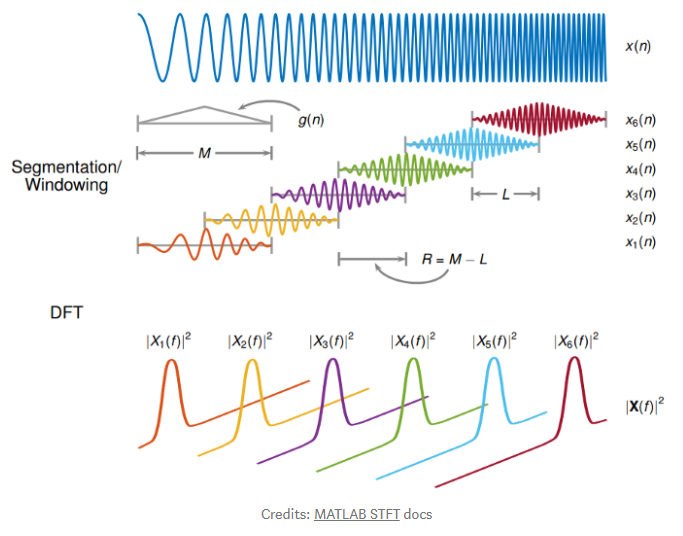 x(n)
g(n)
x₆(n)
x₅(n)
M
x₄(n)
Segmentation/
Windowing
L
x₃(n)
x₂(n)
x₁(n)
R = M – L
DFT
|X₁(f)|² |X₂(f)|² |X₃(f)|² |X₄(f)|² |X₅(f)|² |X₆(f)|²
|X(f)|²
Credits: MATLAB STFT docs